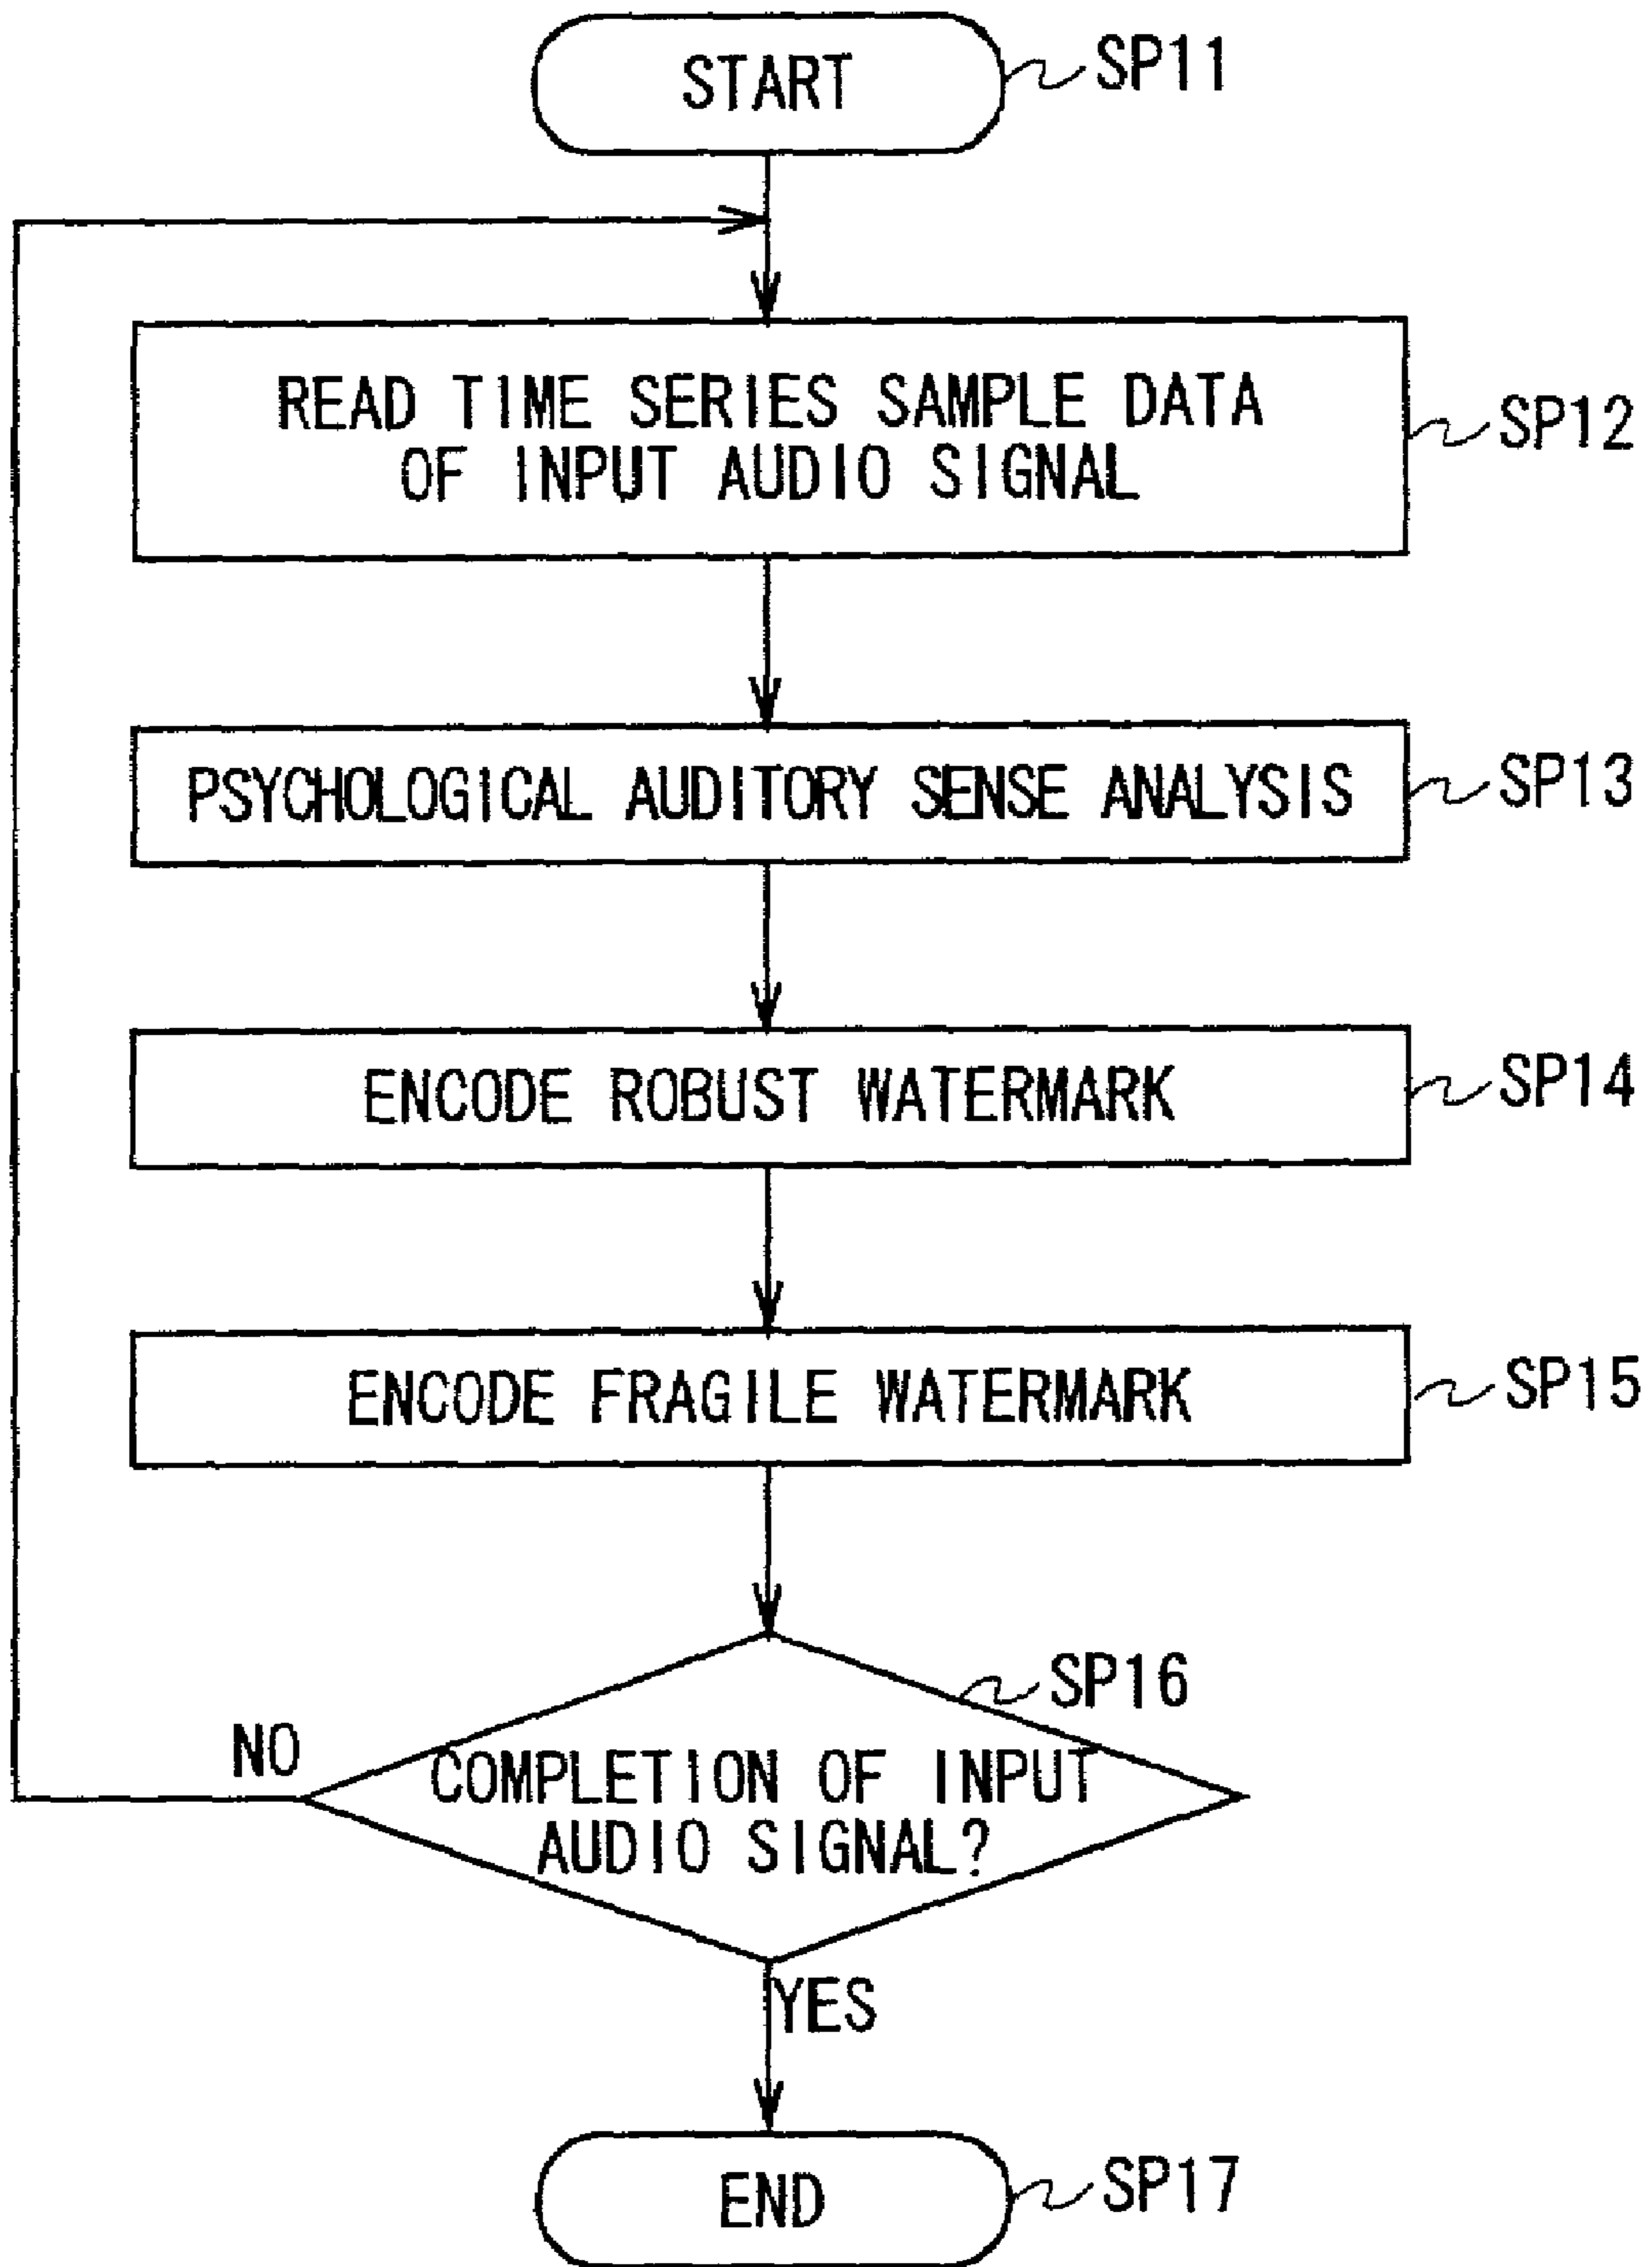 START
SP11
READ TIME SERIES SAMPLE DATA
OF INPUT AUDIO SIGNAL
SP12
PSYCHOLOGICAL AUDITORY SENSE ANALYSIS
SP13
ENCODE ROBUST WATERMARK
SP14
ENCODE FRAGILE WATERMARK
SP15
SP16
NO
COMPLETION OF INPUT
AUDIO SIGNAL?
YES
END
SP17